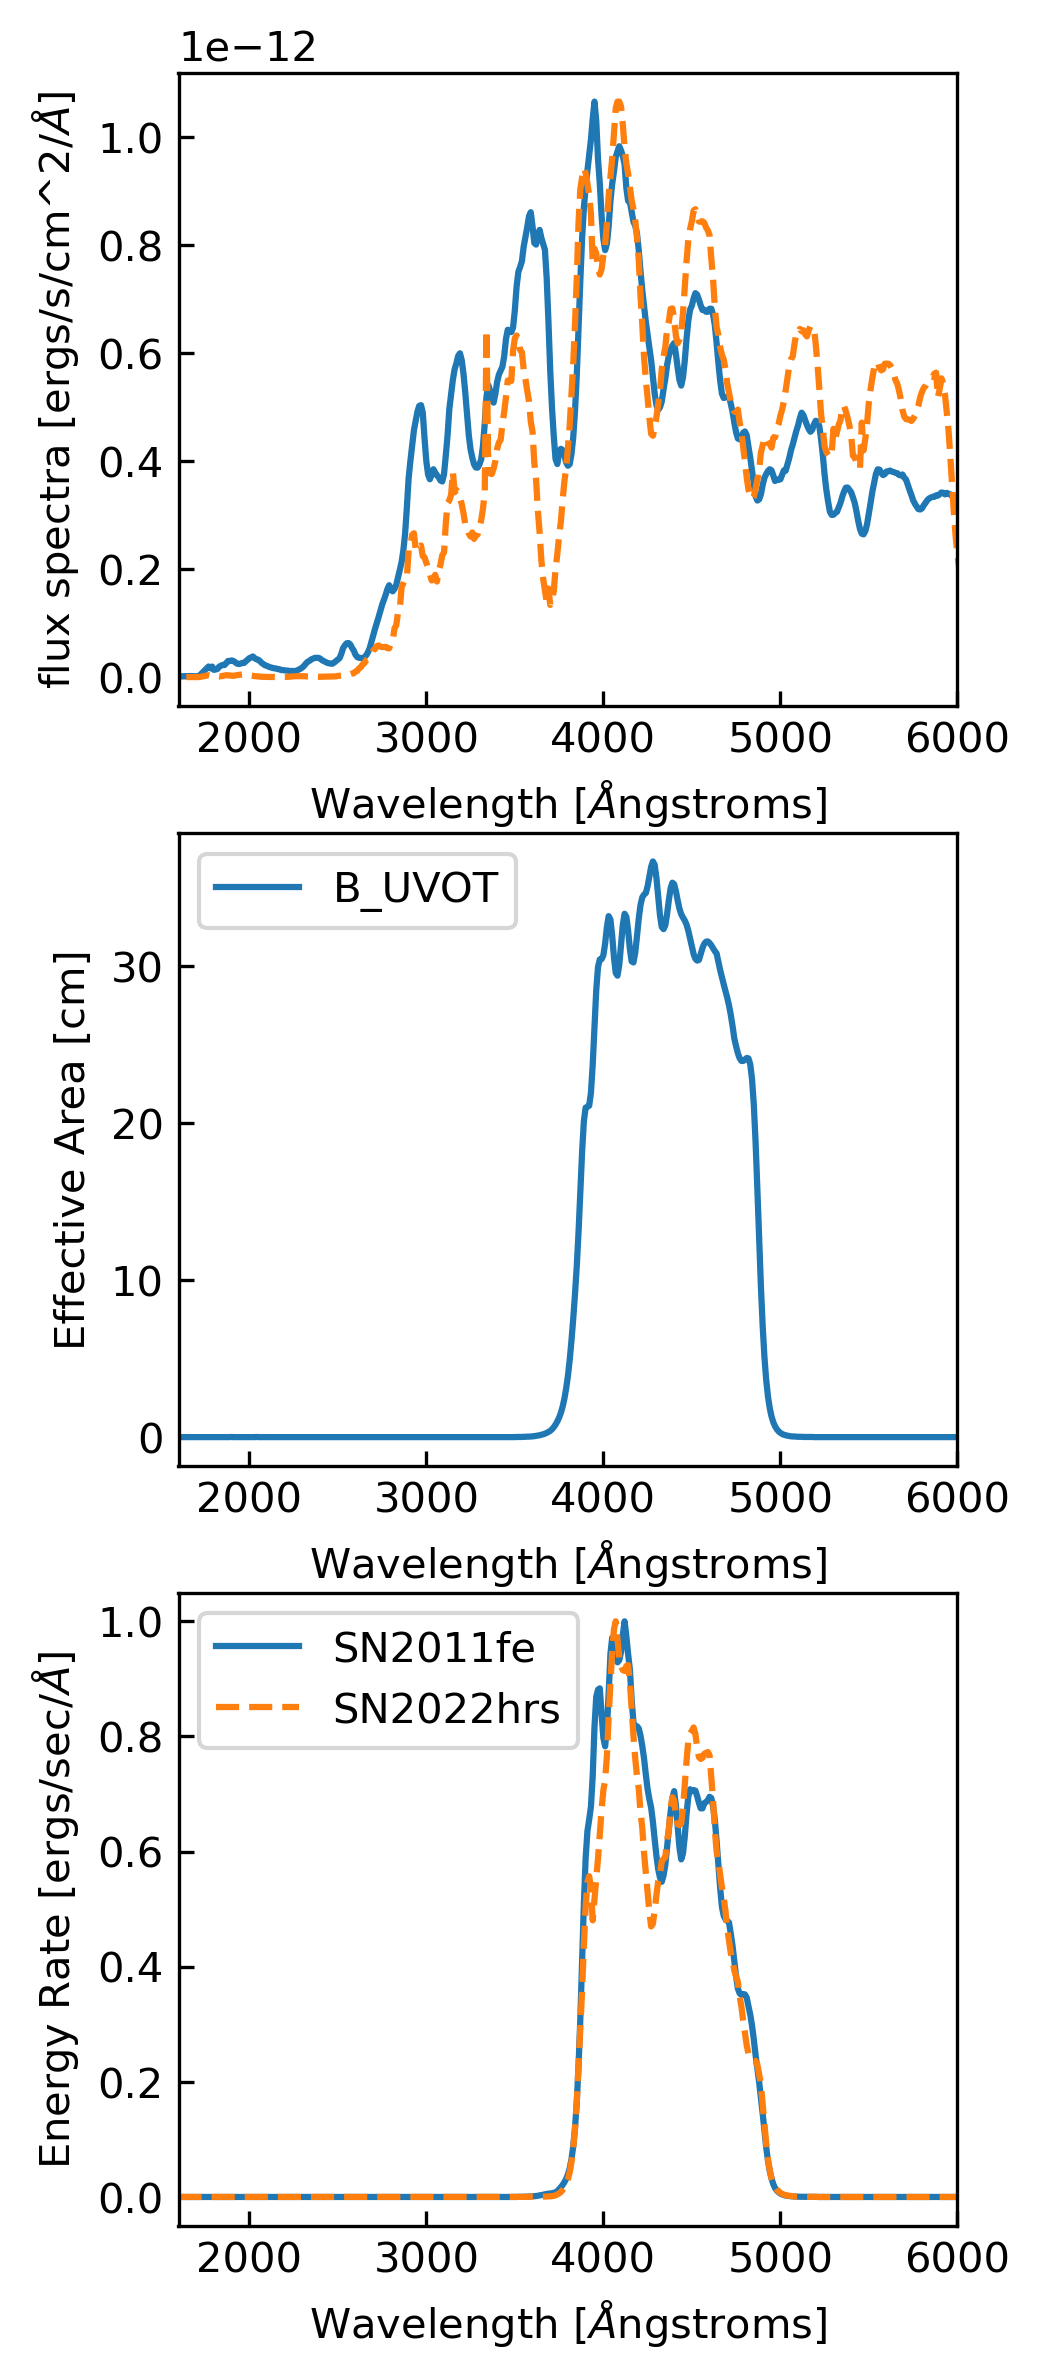 1e−12
flux spectra [ergs/s/cm^2/Å]
1.0
0.8
0.6
0.4
0.2
0.0
2000 3000 4000 5000 6000
Wavelength [Ångstroms]
B_UVOT
Effective Area [cm]
30
20
10
0
2000 3000 4000 5000 6000
Wavelength [Ångstroms]
SN2011fe
SN2022hrs
Energy Rate [ergs/sec/Å]
1.0
0.8
0.6
0.4
0.2
0.0
2000 3000 4000 5000 6000
Wavelength [Ångstroms]